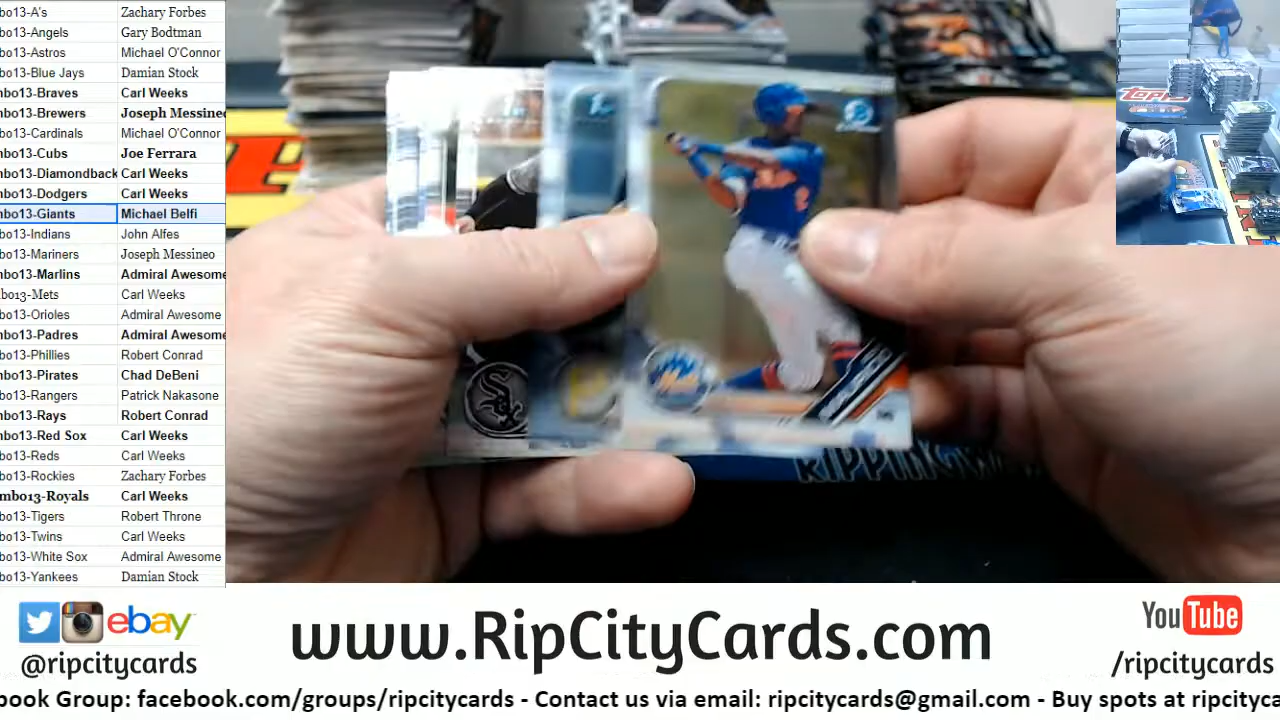 bo13-A's Zachary Forbes
bo13-Angels Gary Bodtman
bo13-Astros Michael O'Connor
bo13-Blue Jays Damian Stock
nbo13-Braves Carl Weeks
nbo13-Brewers Joseph Messineo
bo13-Cardinals Michael O'Connor
nbo13-Cubs Joe Ferrara
nbo13-Diamondback Carl Weeks
nbo13-Dodgers Carl Weeks
nbo13-Giants Michael Belfi
bo13-Indians John Alfes
bo13-Mariners Joseph Messineo
nbo13-Marlins Admiral Awesome
bo13-Mets Carl Weeks
bo13-Orioles Admiral Awesome
nbo13-Padres Admiral Awesome
bo13-Phillies Robert Conrad
nbo13-Pirates Chad DeBeni
bo13-Rangers Patrick Nakasone
nbo13-Rays Robert Conrad
nbo13-Red Sox Carl Weeks
bo13-Reds Carl Weeks
bo13-Rockies Zachary Forbes
mbo13-Royals Carl Weeks
bo13-Tigers Robert Throne
bo13-Twins Carl Weeks
bo13-White Sox Admiral Awesome
bo13-Yankees Damian Stock
Topps
Sox
2
RIPPING
ebay
@ripcitycards
www.RipCityCards.com
YouTube
/ripcitycards
book Group: facebook.com/groups/ripcitycards - Contact us via email: ripcitycards@gmail.com - Buy spots at ripcityca